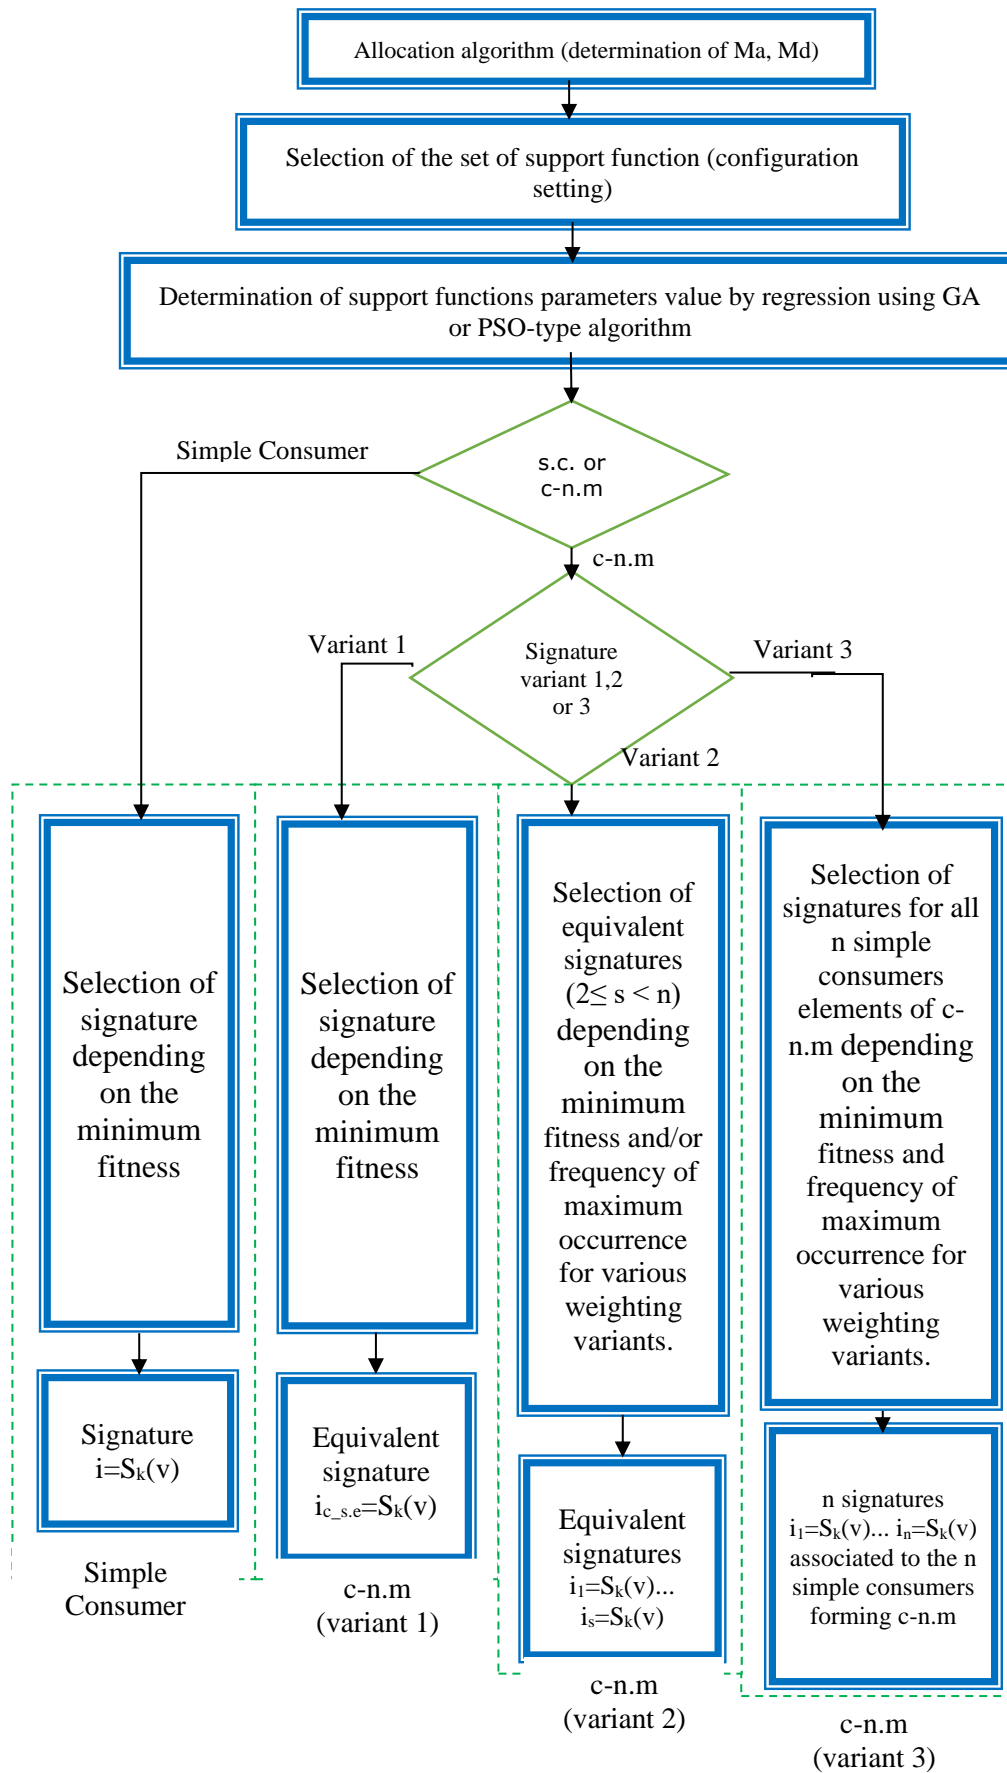 Allocation algorithm (determination of Ma, Md)
Selection of the set of support function (configuration
setting)
Determination of support functions parameters value by regression using GA
or PSO-type algorithm
Simple Consumer
s.c. or
c-n.m
c-n.m
Variant 1
Signature
variant 1,2
or 3
Variant 3
Variant 2
Selection of
signature
depending
on the
minimum
fitness
Selection of
signature
depending
on the
minimum
fitness
Selection of
equivalent
signatures
(2≤ s < n)
depending
on the
minimum
fitness and/or
frequency of
maximum
occurrence
for various
weighting
variants.
Selection of
signatures for all
n simple
consumers
elements of c-
n.m depending
on the
minimum
fitness and
frequency of
maximum
occurrence for
various
weighting
variants.
Signature
i=Sₖ(v)
Equivalent
signature
i_c_s.e=Sₖ(v)
Equivalent
signatures
i₁=Sₖ(v)...
iₛ=Sₖ(v)
n signatures
i₁=Sₖ(v)... iₙ=Sₖ(v)
associated to the n
simple consumers
forming c-n.m
Simple
Consumer
c-n.m
(variant 1)
c-n.m
(variant 2)
c-n.m
(variant 3)